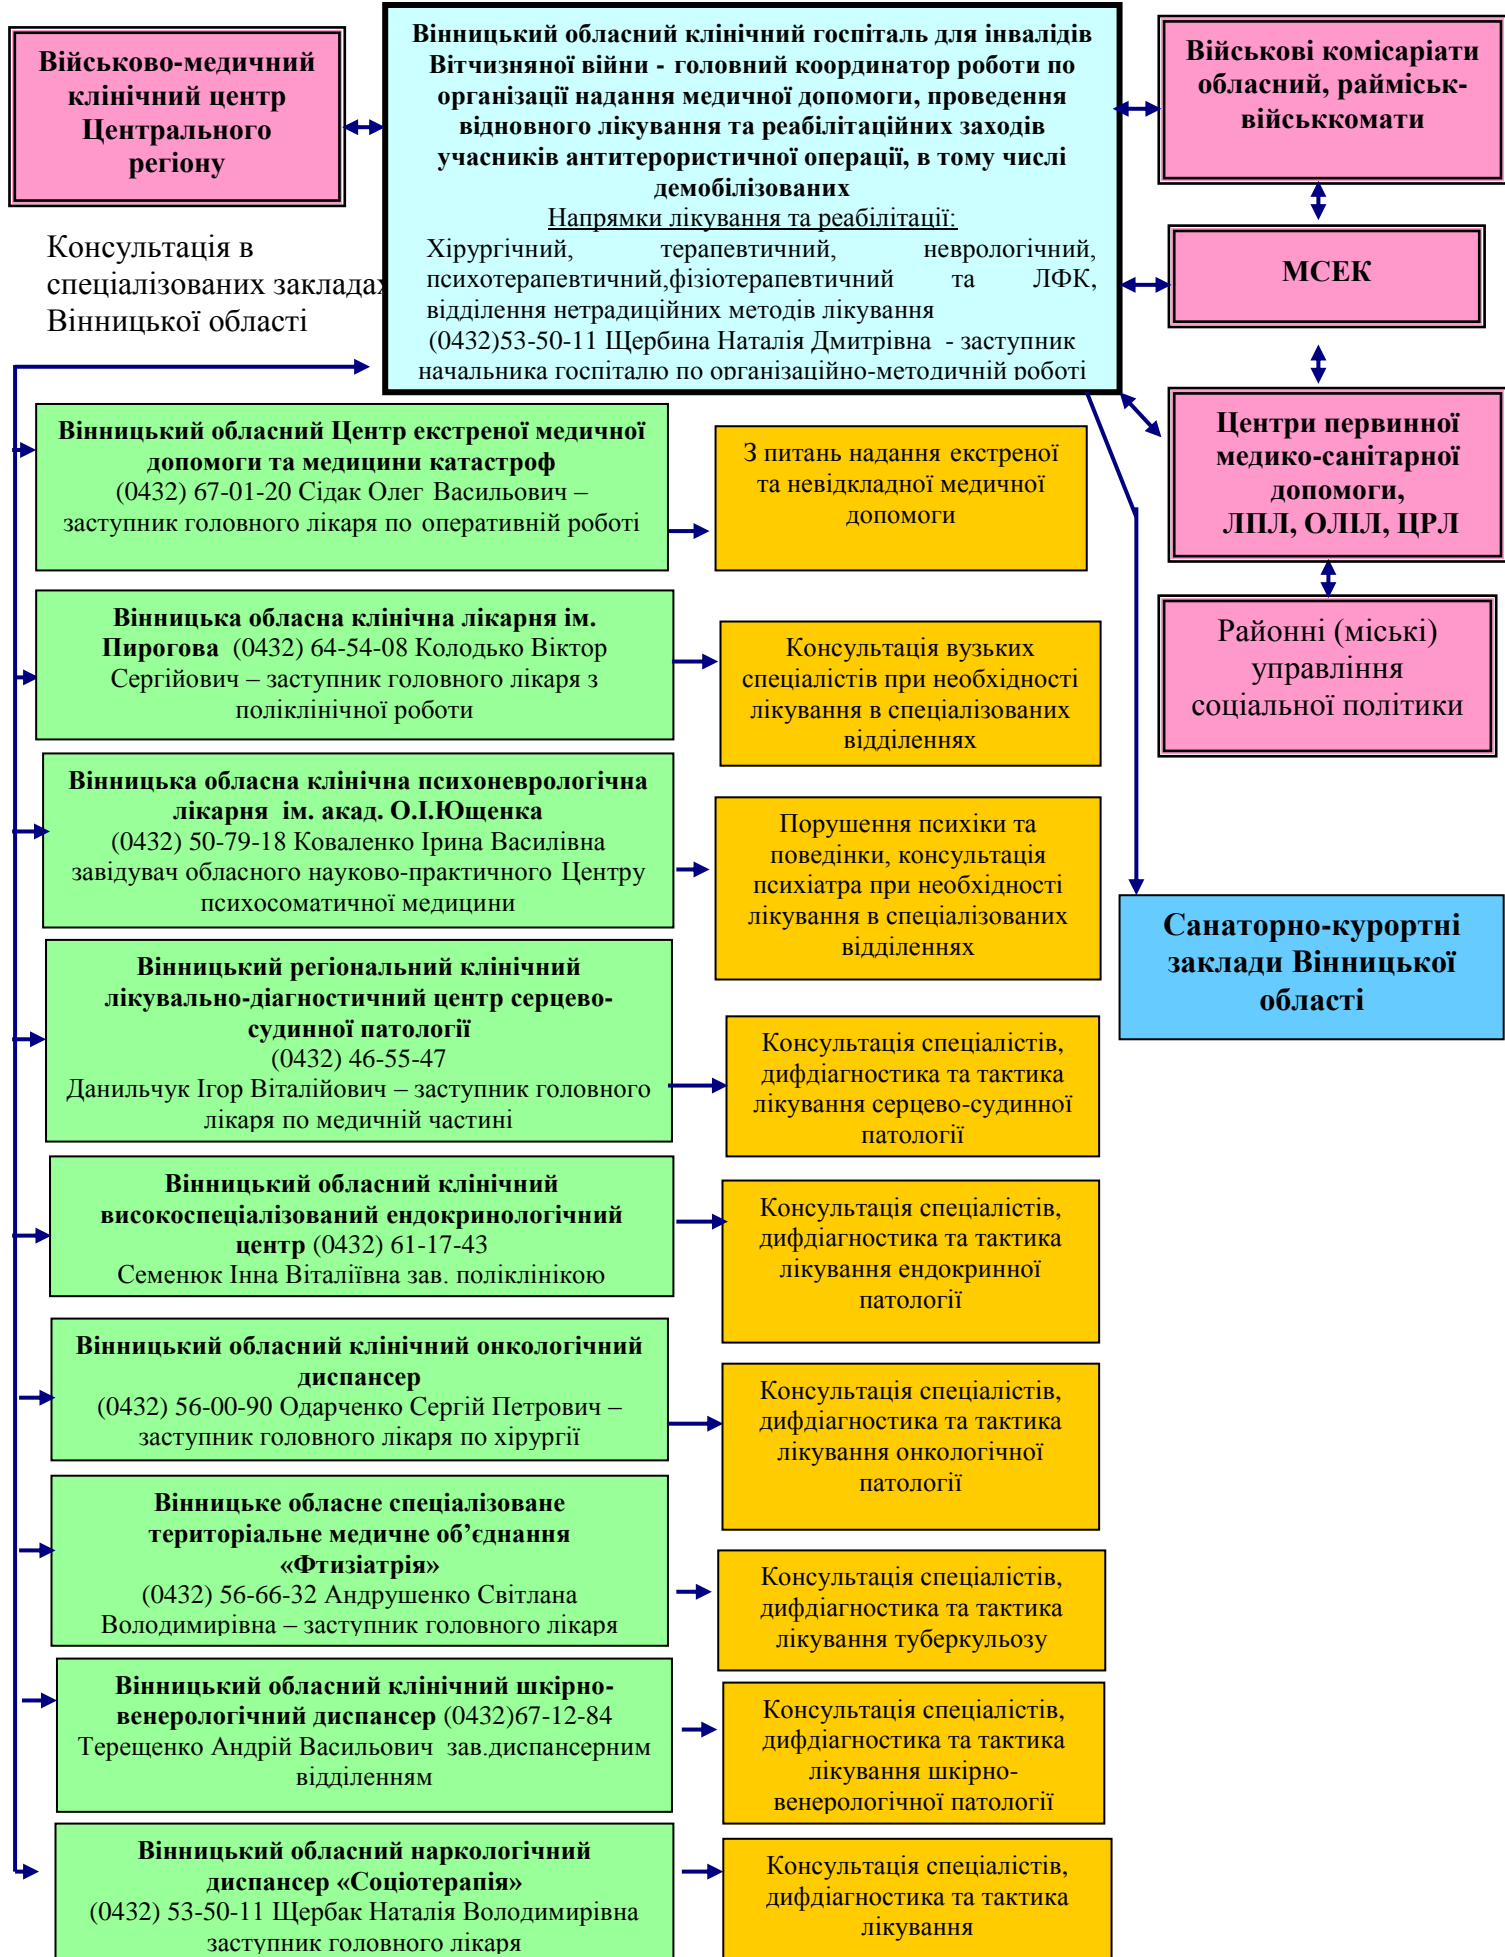 Військово-медичний
клінічний центр
Центрального
регіону
Вінницький обласний клінічний госпіталь для інвалідів
Вітчизняної війни - головний координатор роботи по
організації надання медичної допомоги, проведення
відновного лікування та реабілітаційних заходів
учасників антитерористичної операції, в тому числі
демобілізованих
Напрямки лікування та реабілітації:
Хірургічний, терапевтичний, неврологічний,
психотерапевтичний,фізіотерапевтичний та ЛФК,
відділення нетрадиційних методів лікування
(0432)53-50-11 Щербина Наталія Дмитрівна - заступник
начальника госпіталю по організаційно-методичній роботі
Військові комісаріати
обласний, райміськ-
військкомати
МСЕК
Центри первинної
медико-санітарної
допомоги,
ЛПЛ, ОЛІЛ, ЦРЛ
Районні (міські)
управління
соціальної політики
Санаторно-курортні
заклади Вінницької
області
Консультація в
спеціалізованих закладах
Вінницької області
Вінницький обласний Центр екстреної медичної
допомоги та медицини катастроф
(0432) 67-01-20 Сідак Олег Васильович –
заступник головного лікаря по оперативній роботі
З питань надання екстреної
та невідкладної медичної
допомоги
Вінницька обласна клінічна лікарня ім.
Пирогова (0432) 64-54-08 Колодько Віктор
Сергійович – заступник головного лікаря з
поліклінічної роботи
Консультація вузьких
спеціалістів при необхідності
лікування в спеціалізованих
відділеннях
Вінницька обласна клінічна психоневрологічна
лікарня ім. акад. О.І.Ющенка
(0432) 50-79-18 Коваленко Ірина Василівна
завідувач обласного науково-практичного Центру
психосоматичної медицини
Порушення психіки та
поведінки, консультація
психіатра при необхідності
лікування в спеціалізованих
відділеннях
Вінницький регіональний клінічний
лікувально-діагностичний центр серцево-
судинної патології
(0432) 46-55-47
Данильчук Ігор Віталійович – заступник головного
лікаря по медичній частині
Консультація спеціалістів,
дифдіагностика та тактика
лікування серцево-судинної
патології
Вінницький обласний клінічний
високоспеціалізований ендокринологічний
центр (0432) 61-17-43
Семенюк Інна Віталіївна зав. поліклінікою
Консультація спеціалістів,
дифдіагностика та тактика
лікування ендокринної
патології
Вінницький обласний клінічний онкологічний
диспансер
(0432) 56-00-90 Одарченко Сергій Петрович –
заступник головного лікаря по хірургії
Консультація спеціалістів,
дифдіагностика та тактика
лікування онкологічної
патології
Вінницьке обласне спеціалізоване
територіальне медичне об’єднання
«Фтизіатрія»
(0432) 56-66-32 Андрушенко Світлана
Володимирівна – заступник головного лікаря
Консультація спеціалістів,
дифдіагностика та тактика
лікування туберкульозу
Вінницький обласний клінічний шкірно-
венерологічний диспансер (0432)67-12-84
Терещенко Андрій Васильович зав.диспансерним
відділенням
Консультація спеціалістів,
дифдіагностика та тактика
лікування шкірно-
венерологічної патології
Вінницький обласний наркологічний
диспансер «Соціотерапія»
(0432) 53-50-11 Щербак Наталія Володимирівна
заступник головного лікаря
Консультація спеціалістів,
дифдіагностика та тактика
лікування